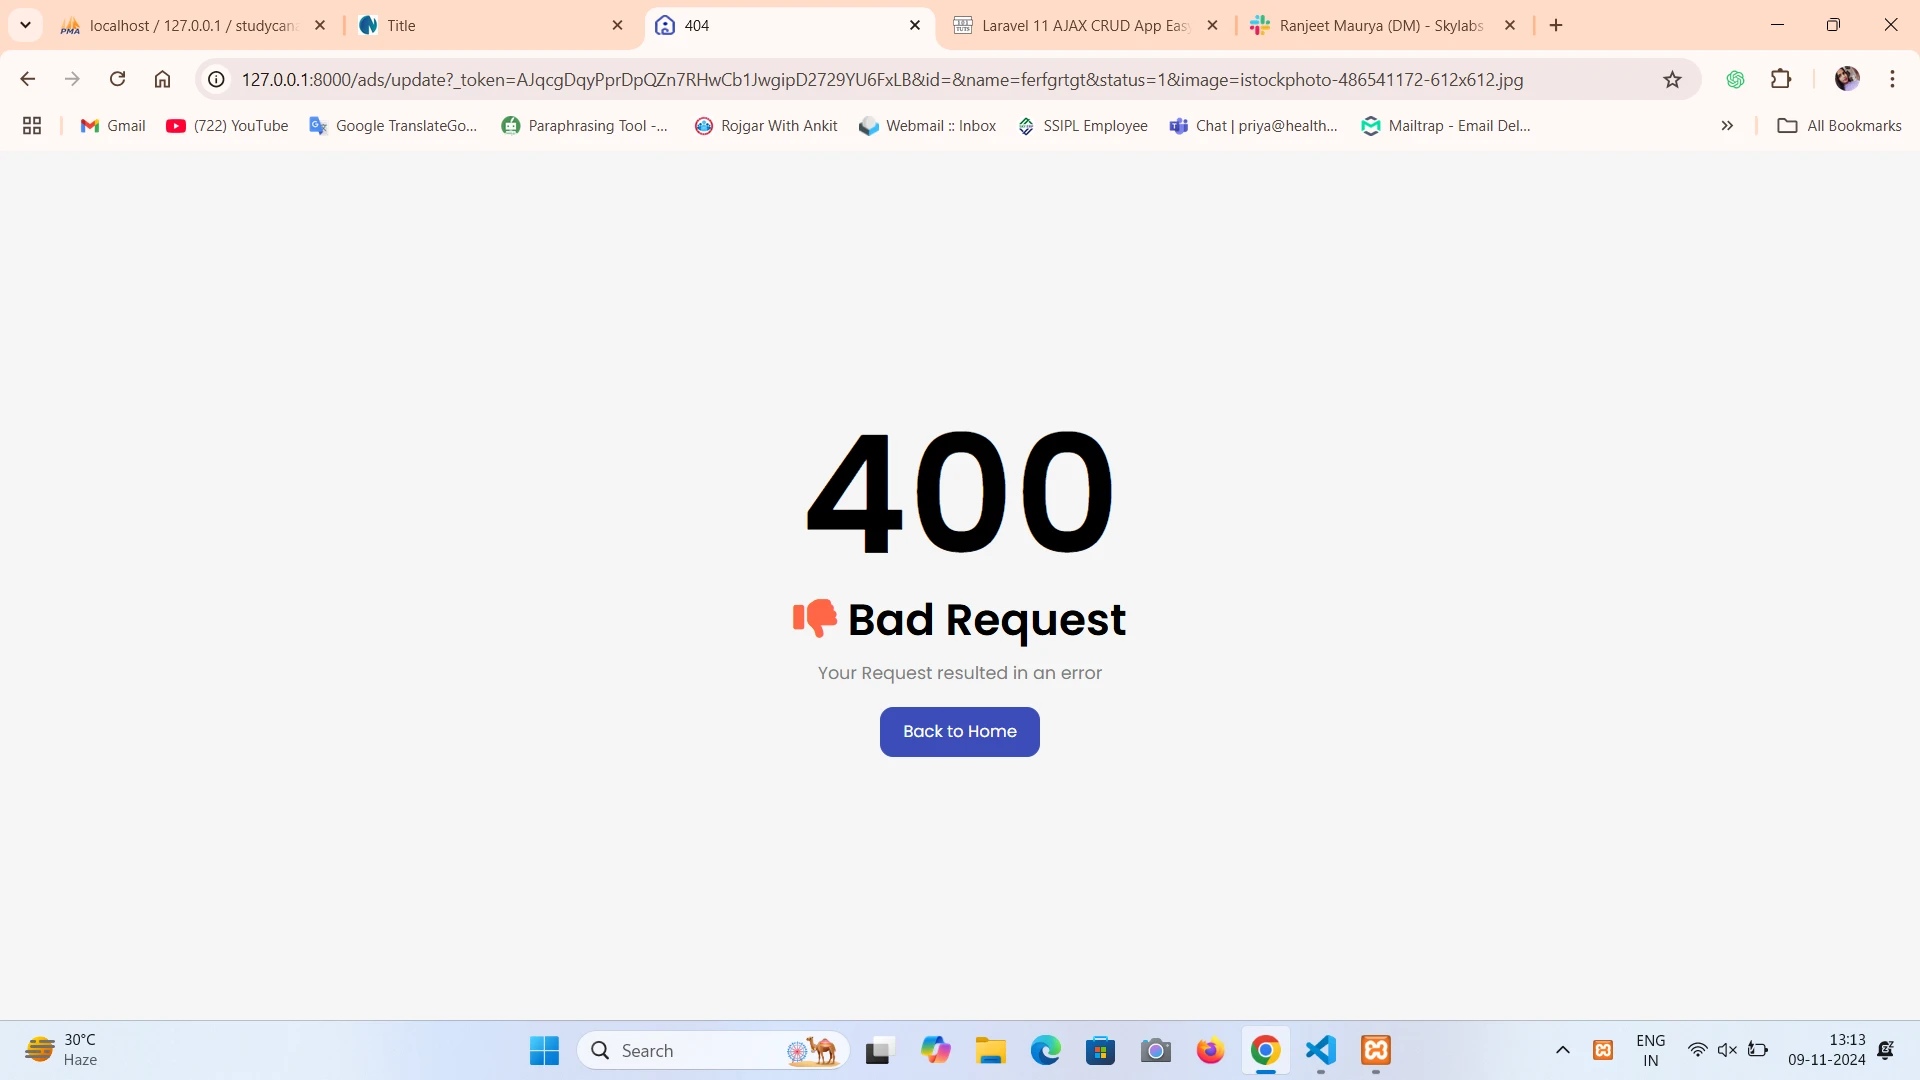 localhost / 127.0.0.1 / studycana
Title
404
Laravel 11 AJAX CRUD App Easy
Ranjeet Maurya (DM) - Skylabs
127.0.0.1:8000/ads/update?_token=AJqcgDqyPprDpQZn7RHwCb1JwgipD2729YU6FxLB&id=&name=ferfgrtgt&status=1&image=istockphoto-486541172-612x612.jpg
Gmail
(722) YouTube
Google TranslateGo...
Paraphrasing Tool -...
Rojgar With Ankit
Webmail :: Inbox
SSIPL Employee
Chat | priya@health...
Mailtrap - Email Del...
All Bookmarks
400
Bad Request
Your Request resulted in an error
Back to Home
30°C
Haze
Search
ENG
IN
13:13
09-11-2024